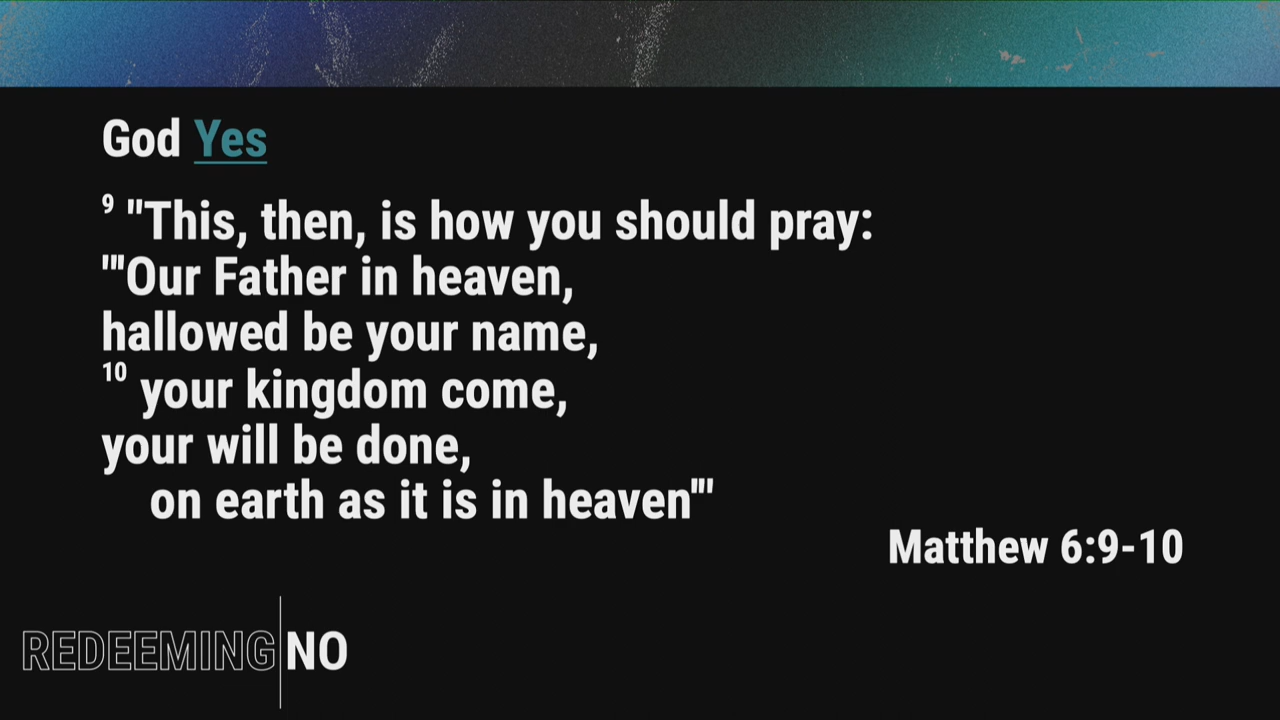 God Yes
9 "This, then, is how you should pray:
"'Our Father in heaven,
hallowed be your name,
10 your kingdom come,
your will be done,
on earth as it is in heaven'"
Matthew 6:9-10
REDEEMING NO